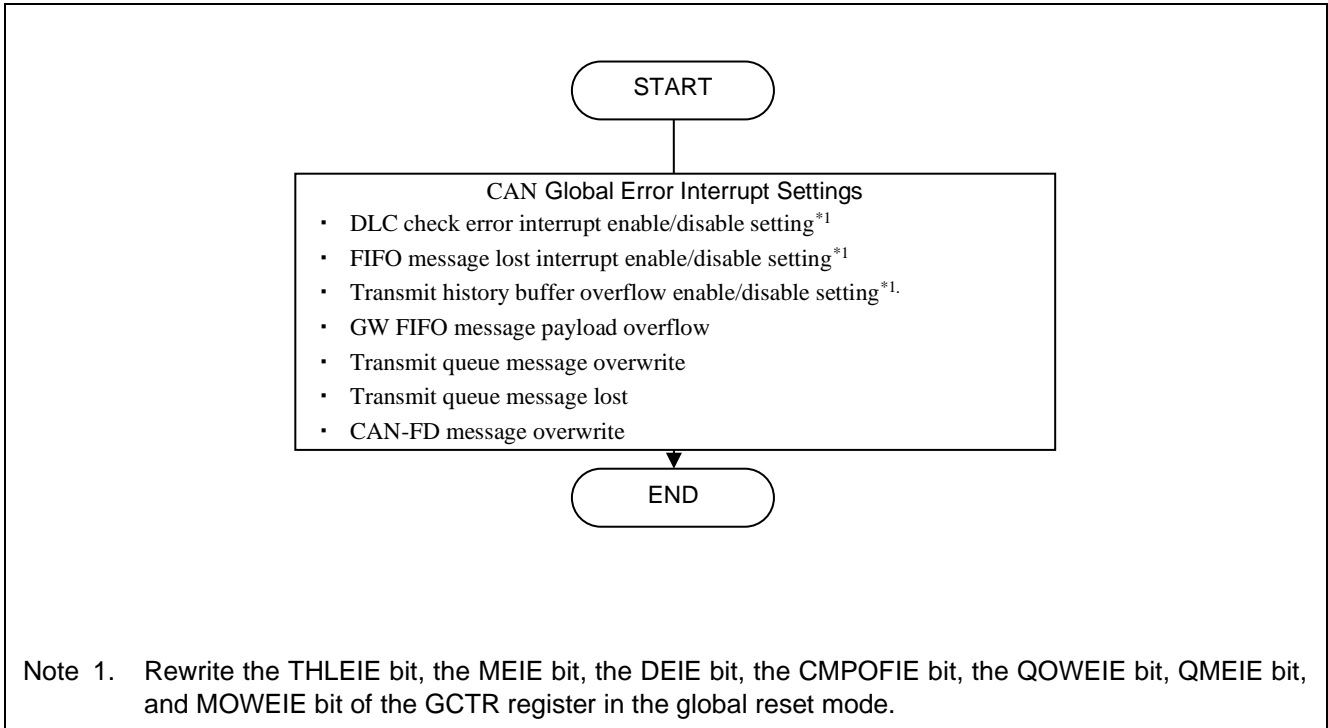 START
CAN Global Error Interrupt Settings
・ DLC check error interrupt enable/disable setting*1
・ FIFO message lost interrupt enable/disable setting*1
・ Transmit history buffer overflow enable/disable setting*1.
・ GW FIFO message payload overflow
・ Transmit queue message overwrite
・ Transmit queue message lost
・ CAN-FD message overwrite
END
Note 1. Rewrite the THLEIE bit, the MEIE bit, the DEIE bit, the CMPOFIE bit, the QOWEIE bit, QMEIE bit,
and MOWEIE bit of the GCTR register in the global reset mode.